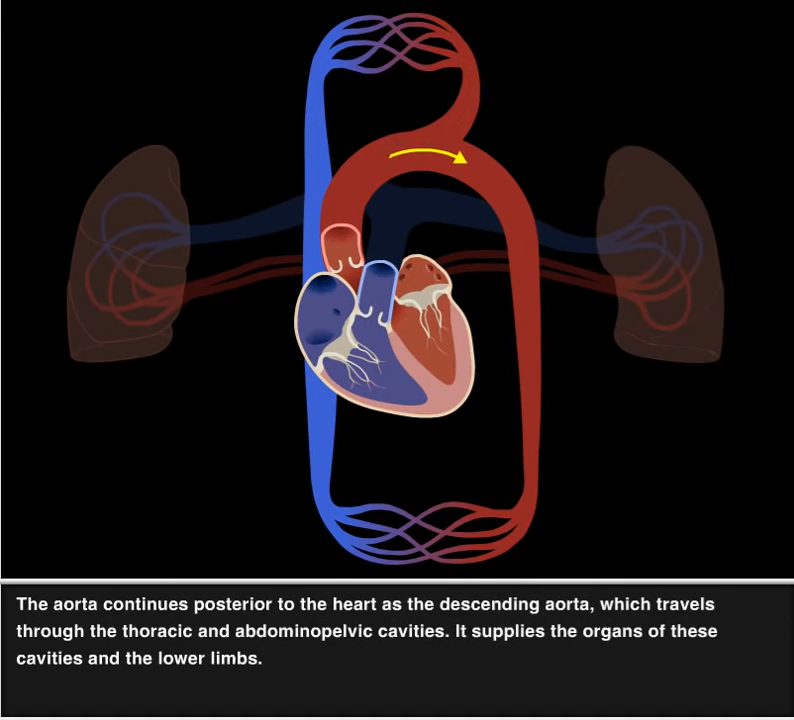 The aorta continues posterior to the heart as the descending aorta, which travels
through the thoracic and abdominopelvic cavities. It supplies the organs of these
cavities and the lower limbs.